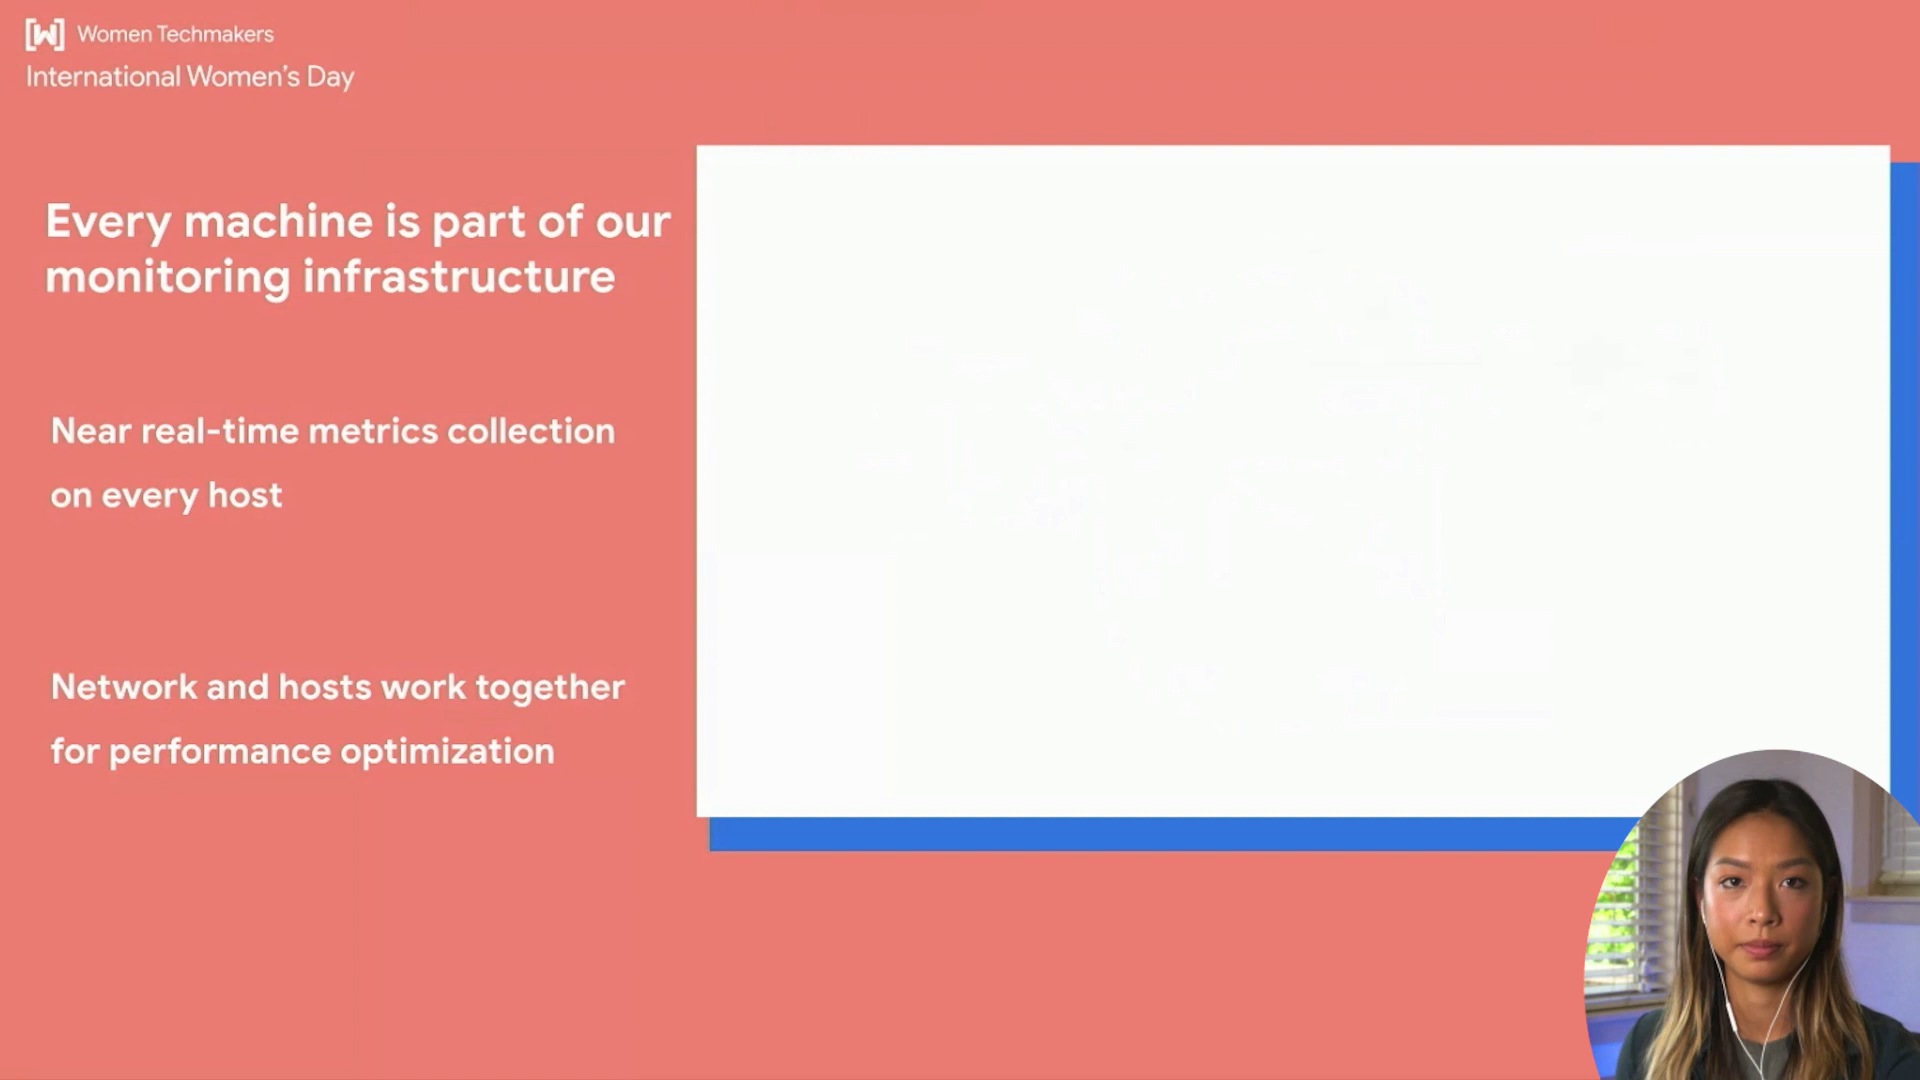 Women Techmakers
International Women's Day
Every machine is part of our
monitoring infrastructure
Near real-time metrics collection
on every host
Network and hosts work together
for performance optimization